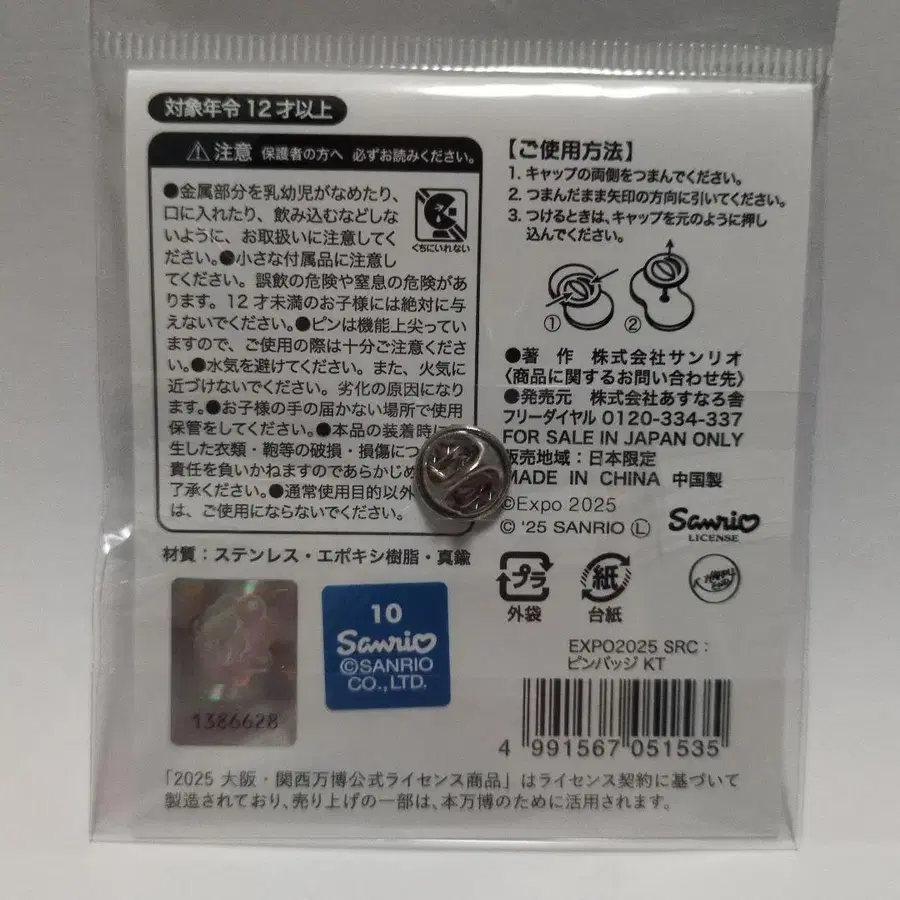 対象年令12才以上
⚠注意 保護者の方へ 必ずお読みください。
●金属部分を乳幼児がなめたり、
口に入れたり、飲み込むなどしな
いように、お取扱いに注意してく
ださい。●小さな付属品に注意し
てください。誤飲の危険や窒息の危険があ
ります。12才未満のお子様には絶対に与
えないでください。●ピンは機能上尖ってい
ますので、ご使用の際は十分ご注意くださ
い。●水気を避けてください。また、火気に
近づけないでください。劣化の原因になり
ます。●お子様の手の届かない場所で使用
保管をしてください。●本品の装着時に
生した衣類・鞄等の破損・損傷につ
責任を負いかねますのであらかじめ
了承ください。●通常使用目的以外
は、ご使用にならないでください。
くちにいれない
材質：ステンレス・エポキシ樹脂・真鍮
【ご使用方法】
1. キャップの両側をつまんでください。
2. つまんだまま矢印の方向に引いてください。
3. つけるときは、キャップを元のように押し
込んでください。
① ②
●著 作 株式会社サンリオ
〈商品に関するお問い合わせ先〉
●発売元 株式会社あすなろ舎
フリーダイヤル 0120-334-337
FOR SALE IN JAPAN ONLY
販売地域：日本限定
MADE IN CHINA 中国製
©Expo 2025
© '25 SANRIO Ⓛ
Sanrio
LICENSE
プラ
外袋
紙
台紙
1386628
10
Sanrio
©SANRIO
CO., LTD.
EXPO2025 SRC：
ピンバッジ KT
4 991567 051535
「2025 大阪・関西万博公式ライセンス商品」はライセンス契約に基づいて
製造されており、売り上げの一部は、本万博のために活用されます。